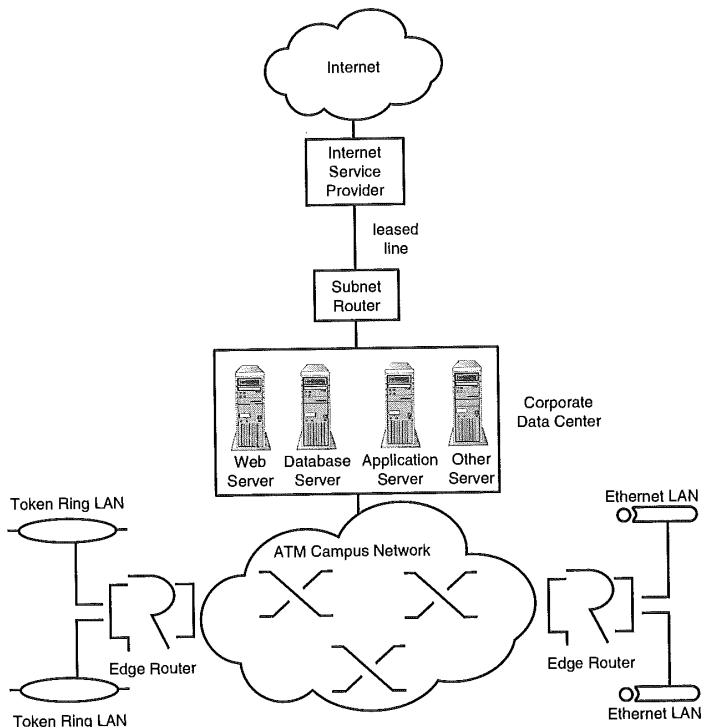 Internet
Internet
Service
Provider
leased
line
Subnet
Router
Corporate
Data Center
Web
Server
Database
Server
Application
Server
Other
Server
Token Ring LAN
Ethernet LAN
ATM Campus Network
Edge Router
Edge Router
Token Ring LAN
Ethernet LAN